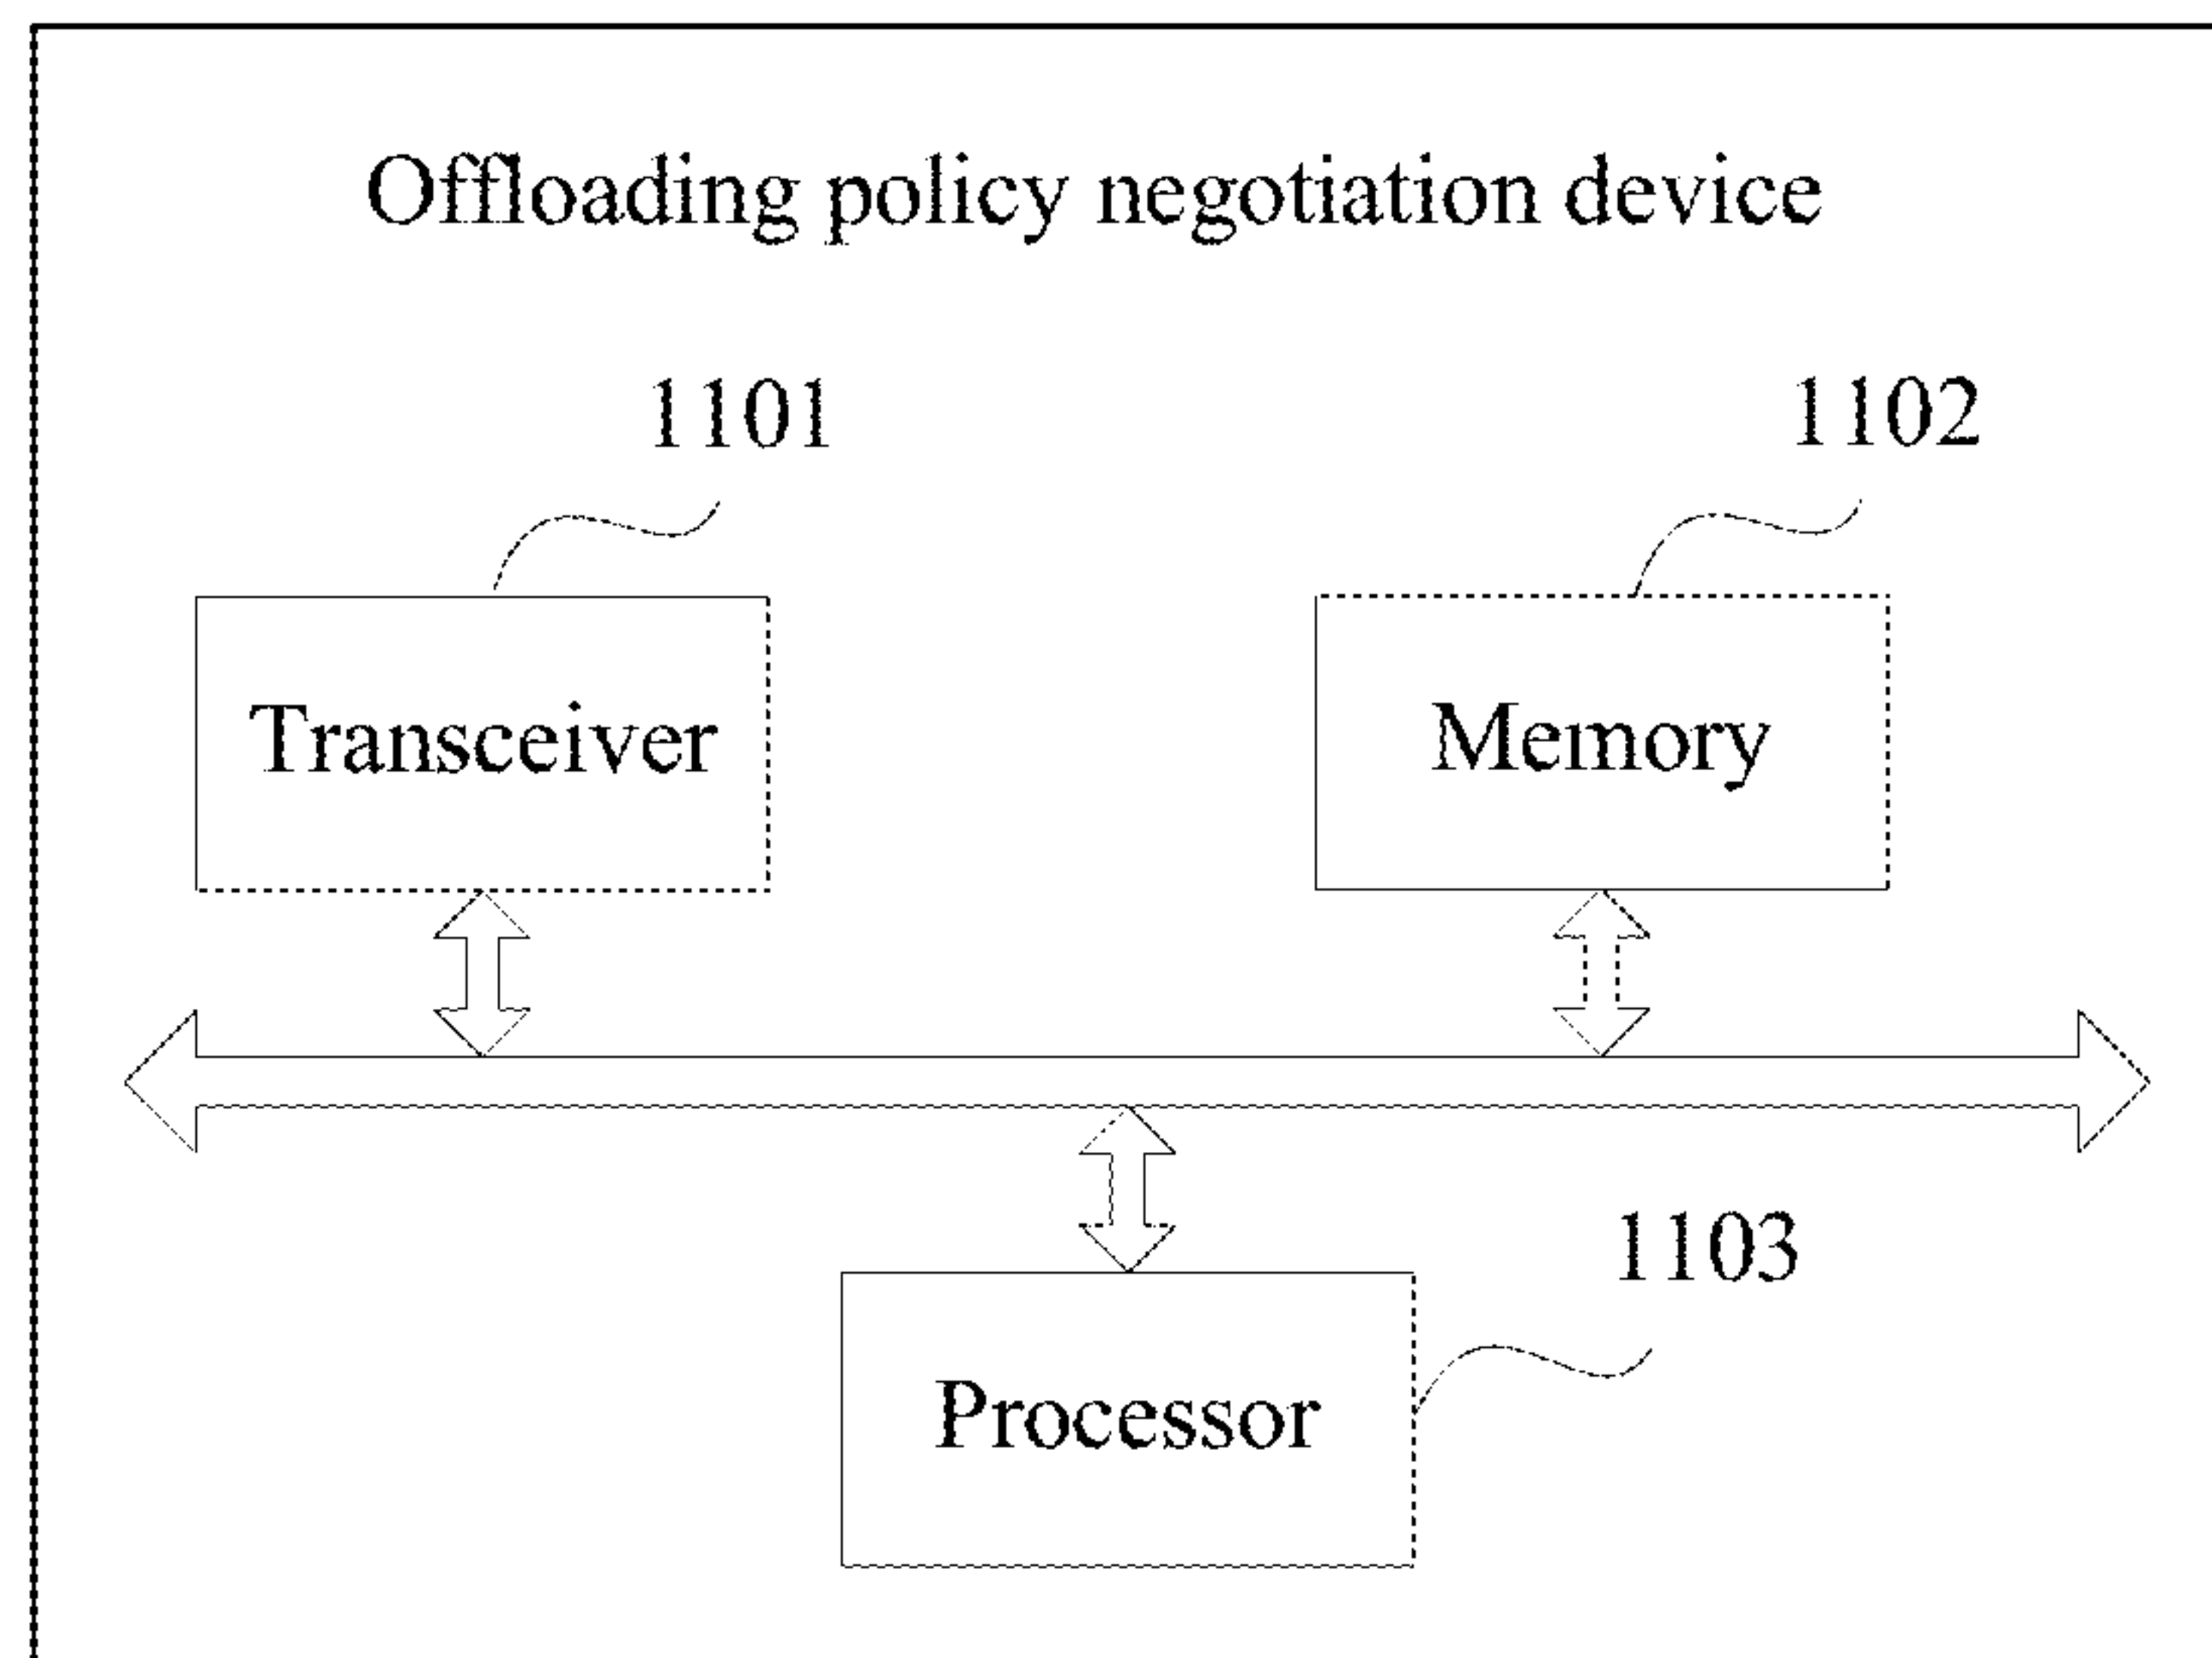 Offloading policy negotiation device
1101
1102
Transceiver
Memory
1103
Processor